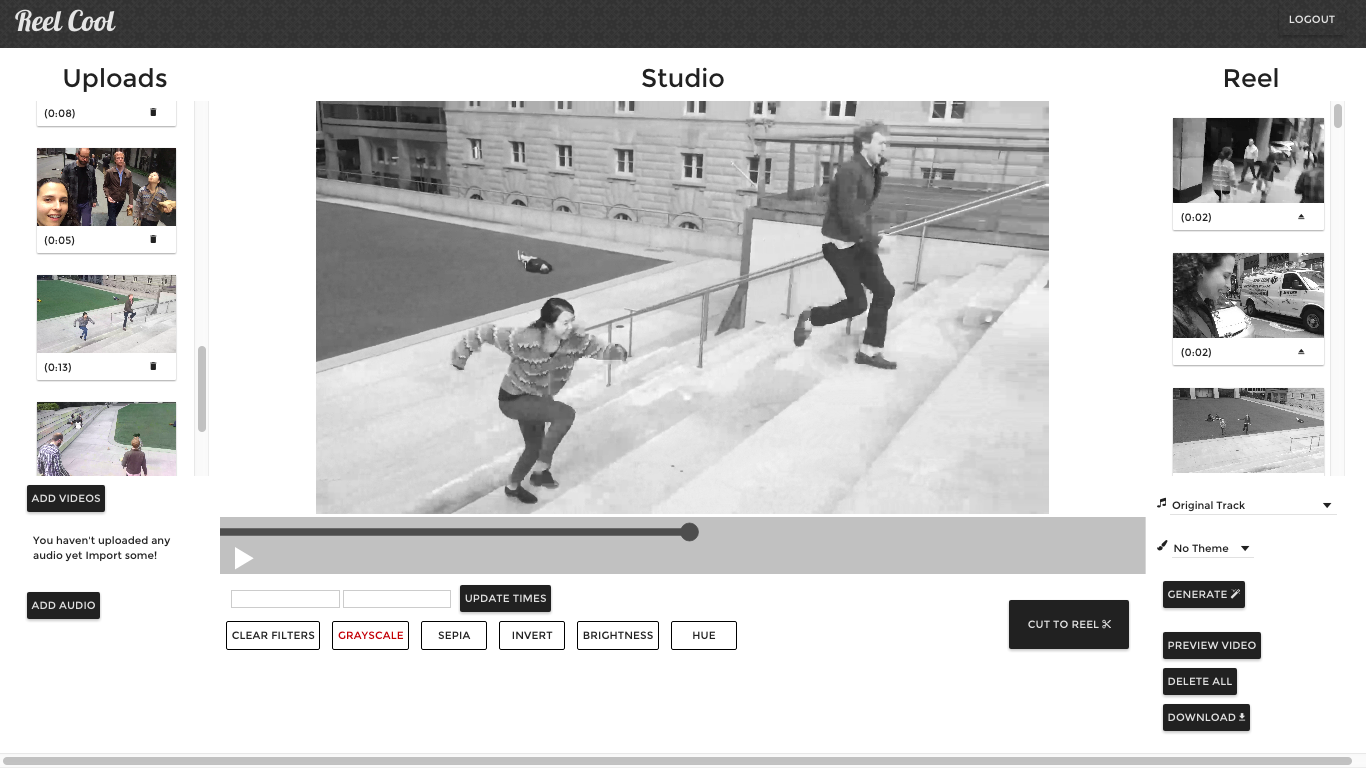 Reel Cool
LOGOUT
Uploads
Studio
Reel
(0:08)
(0:05)
(0:13)
ADD VIDEOS
You haven't uploaded any
audio yet Import some!
ADD AUDIO
UPDATE TIMES
CLEAR FILTERS
GRAYSCALE
SEPIA
INVERT
BRIGHTNESS
HUE
CUT TO REEL
(0:02)
(0:02)
Original Track
No Theme
GENERATE
PREVIEW VIDEO
DELETE ALL
DOWNLOAD